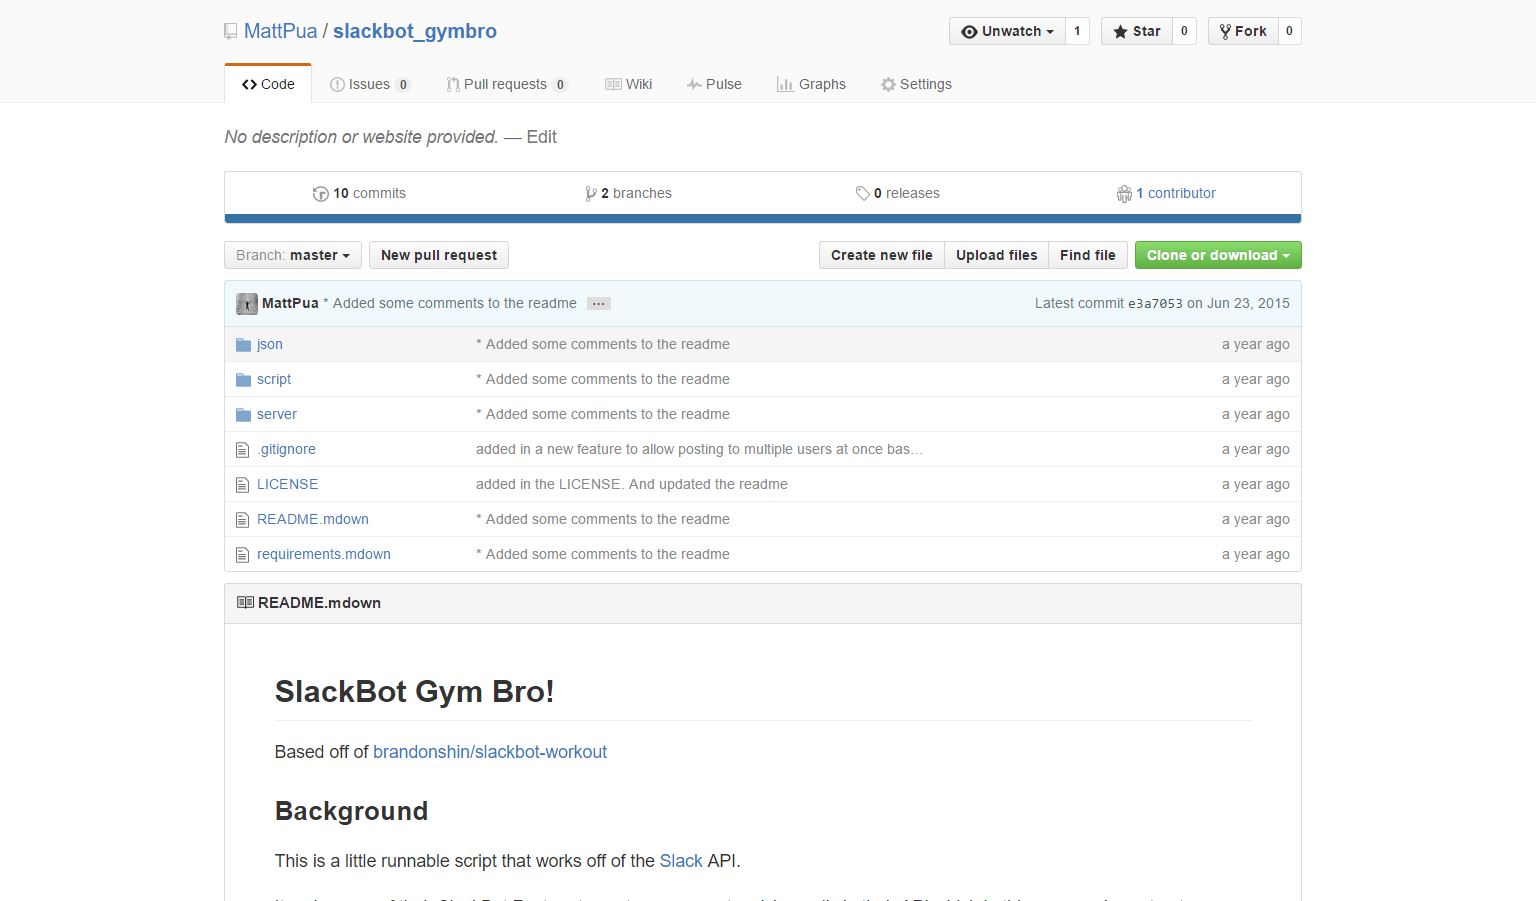 MattPua / slackbot_gymbro
Unwatch 1 Star 0 Fork 0
Code Issues 0 Pull requests 0 Wiki Pulse Graphs Settings
No description or website provided. — Edit
10 commits 2 branches 0 releases 1 contributor
Branch: master New pull request Create new file Upload files Find file Clone or download
MattPua * Added some comments to the readme … Latest commit e3a7053 on Jun 23, 2015
json * Added some comments to the readme a year ago
script * Added some comments to the readme a year ago
server * Added some comments to the readme a year ago
.gitignore added in a new feature to allow posting to multiple users at once bas… a year ago
LICENSE added in the LICENSE. And updated the readme a year ago
README.mdown * Added some comments to the readme a year ago
requirements.mdown * Added some comments to the readme a year ago
README.mdown
SlackBot Gym Bro!
Based off of brandonshin/slackbot-workout
Background
This is a little runnable script that works off of the Slack API.